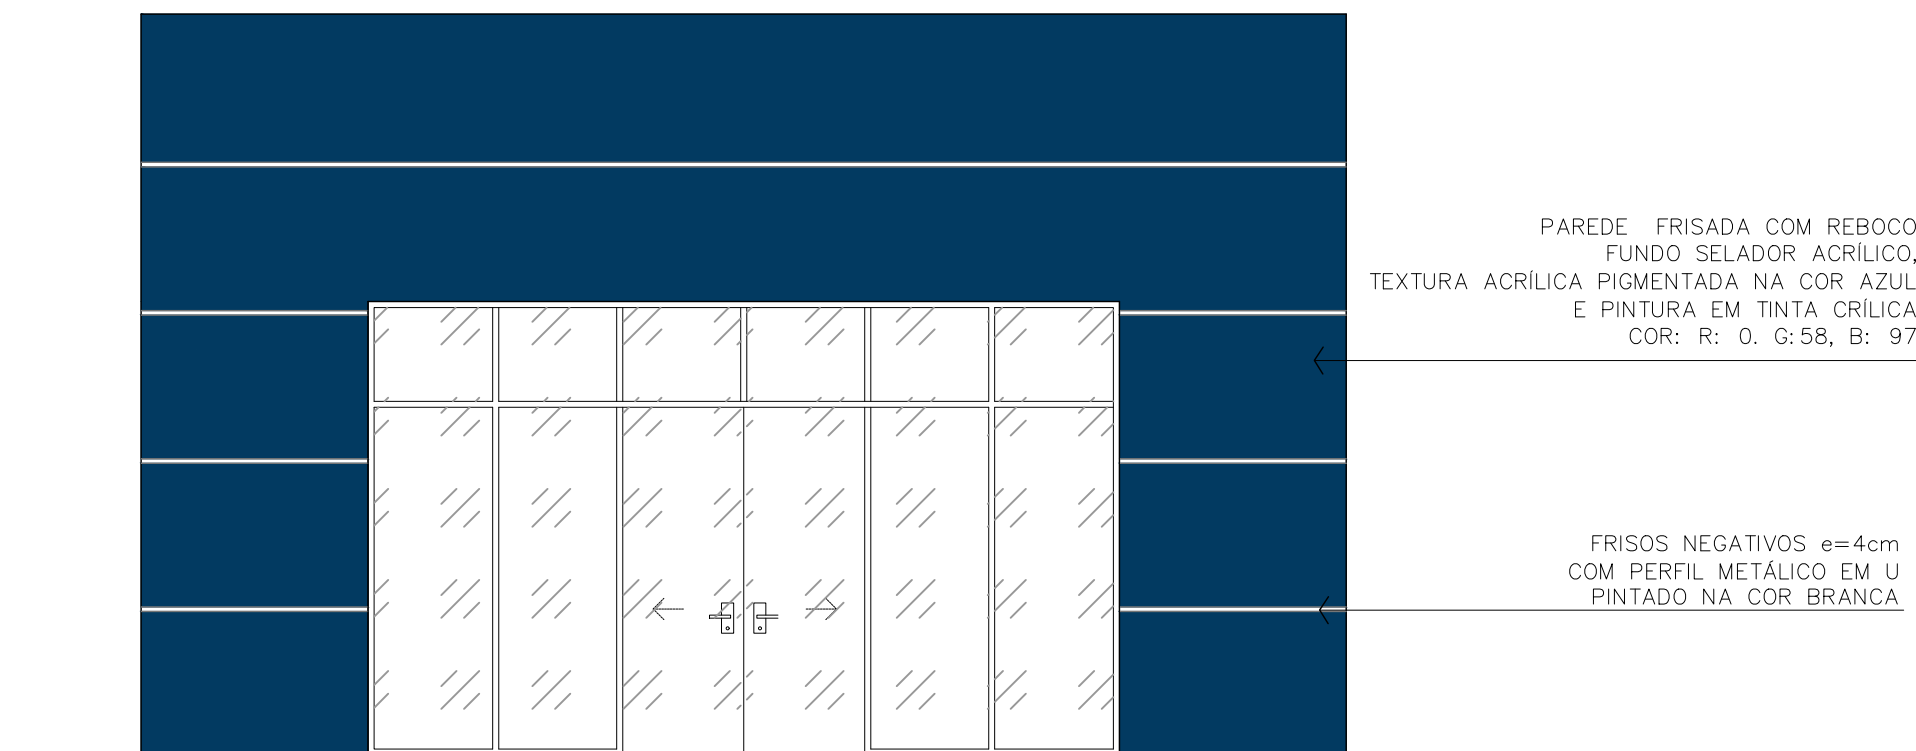 PAREDE FRISADA COM REBOCO
FUNDO SELADOR ACRÍLICO,
TEXTURA ACRÍLICA PIGMENTADA NA COR AZUL
E PINTURA EM TINTA CRÍLICA
COR: R: 0. G:58, B: 97
FRISOS NEGATIVOS e=4cm
COM PERFIL METÁLICO EM U
PINTADO NA COR BRANCA